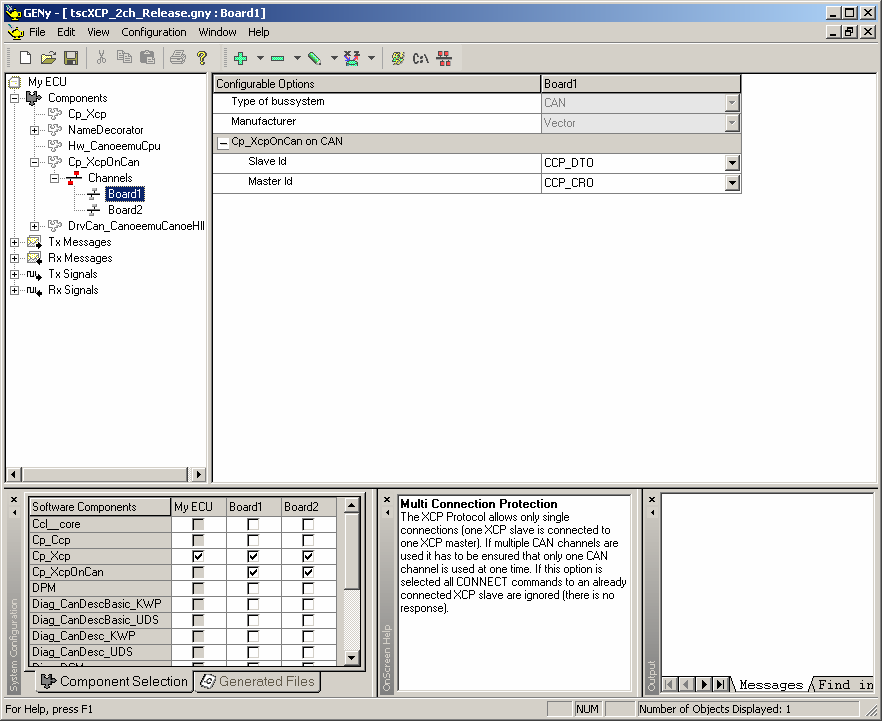 GENy - [ tscXCP_2ch_Release.gny : Board1]
File Edit View Configuration Window Help
C:\
My ECU
Components
Cp_Xcp
NameDecorator
Hw_CanoeemuCpu
Cp_XcpOnCan
Channels
Board1
Board2
DrvCan_CanoeemuCanoeHll
Tx Messages
Rx Messages
Tx Signals
Rx Signals
Configurable Options Board1
Type of bussystem CAN
Manufacturer Vector
Cp_XcpOnCan on CAN
Slave Id CCP_DTO
Master Id CCP_CRO
System Configuration
Software Components My ECU Board1 Board2
Ccl__core
Cp_Ccp
Cp_Xcp
Cp_XcpOnCan
DPM
Diag_CanDescBasic_KWP
Diag_CanDescBasic_UDS
Diag_CanDesc_KWP
Diag_CanDesc_UDS
Component Selection Generated Files
OnScreen Help
Multi Connection Protection
The XCP Protocol allows only single
connections (one XCP slave is connected to
one XCP master). If multiple CAN channels are
used it has to be ensured that only one CAN
channel is used at one time. If this option is
selected all CONNECT commands to an already
connected XCP slave are ignored (there is no
response).
Output
Messages Find in
For Help, press F1 NUM Number of Objects Displayed: 1